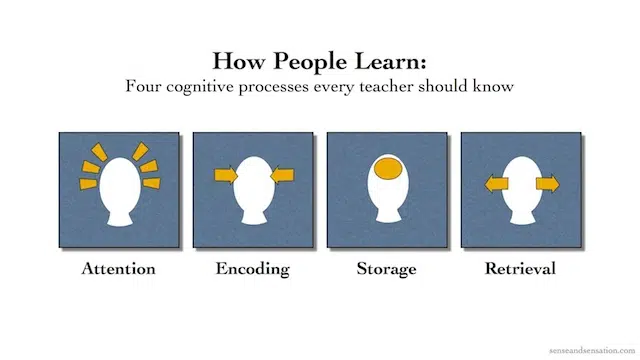 How People Learn:
Four cognitive processes every teacher should know
Attention
Encoding
Storage
Retrieval
senseandsensation.com